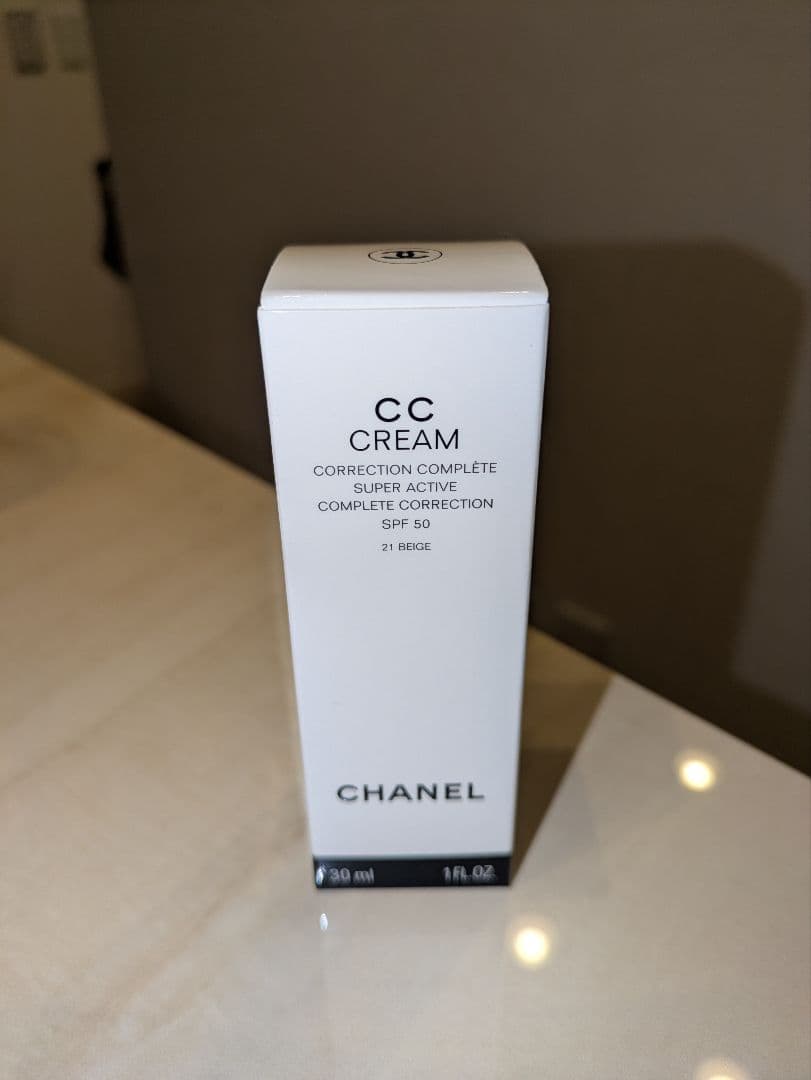 CC
CREAM
CORRECTION COMPLÈTE
SUPER ACTIVE
COMPLETE CORRECTION
SPF 50
21 BEIGE
CHANEL
30 ml 1 FL. OZ.